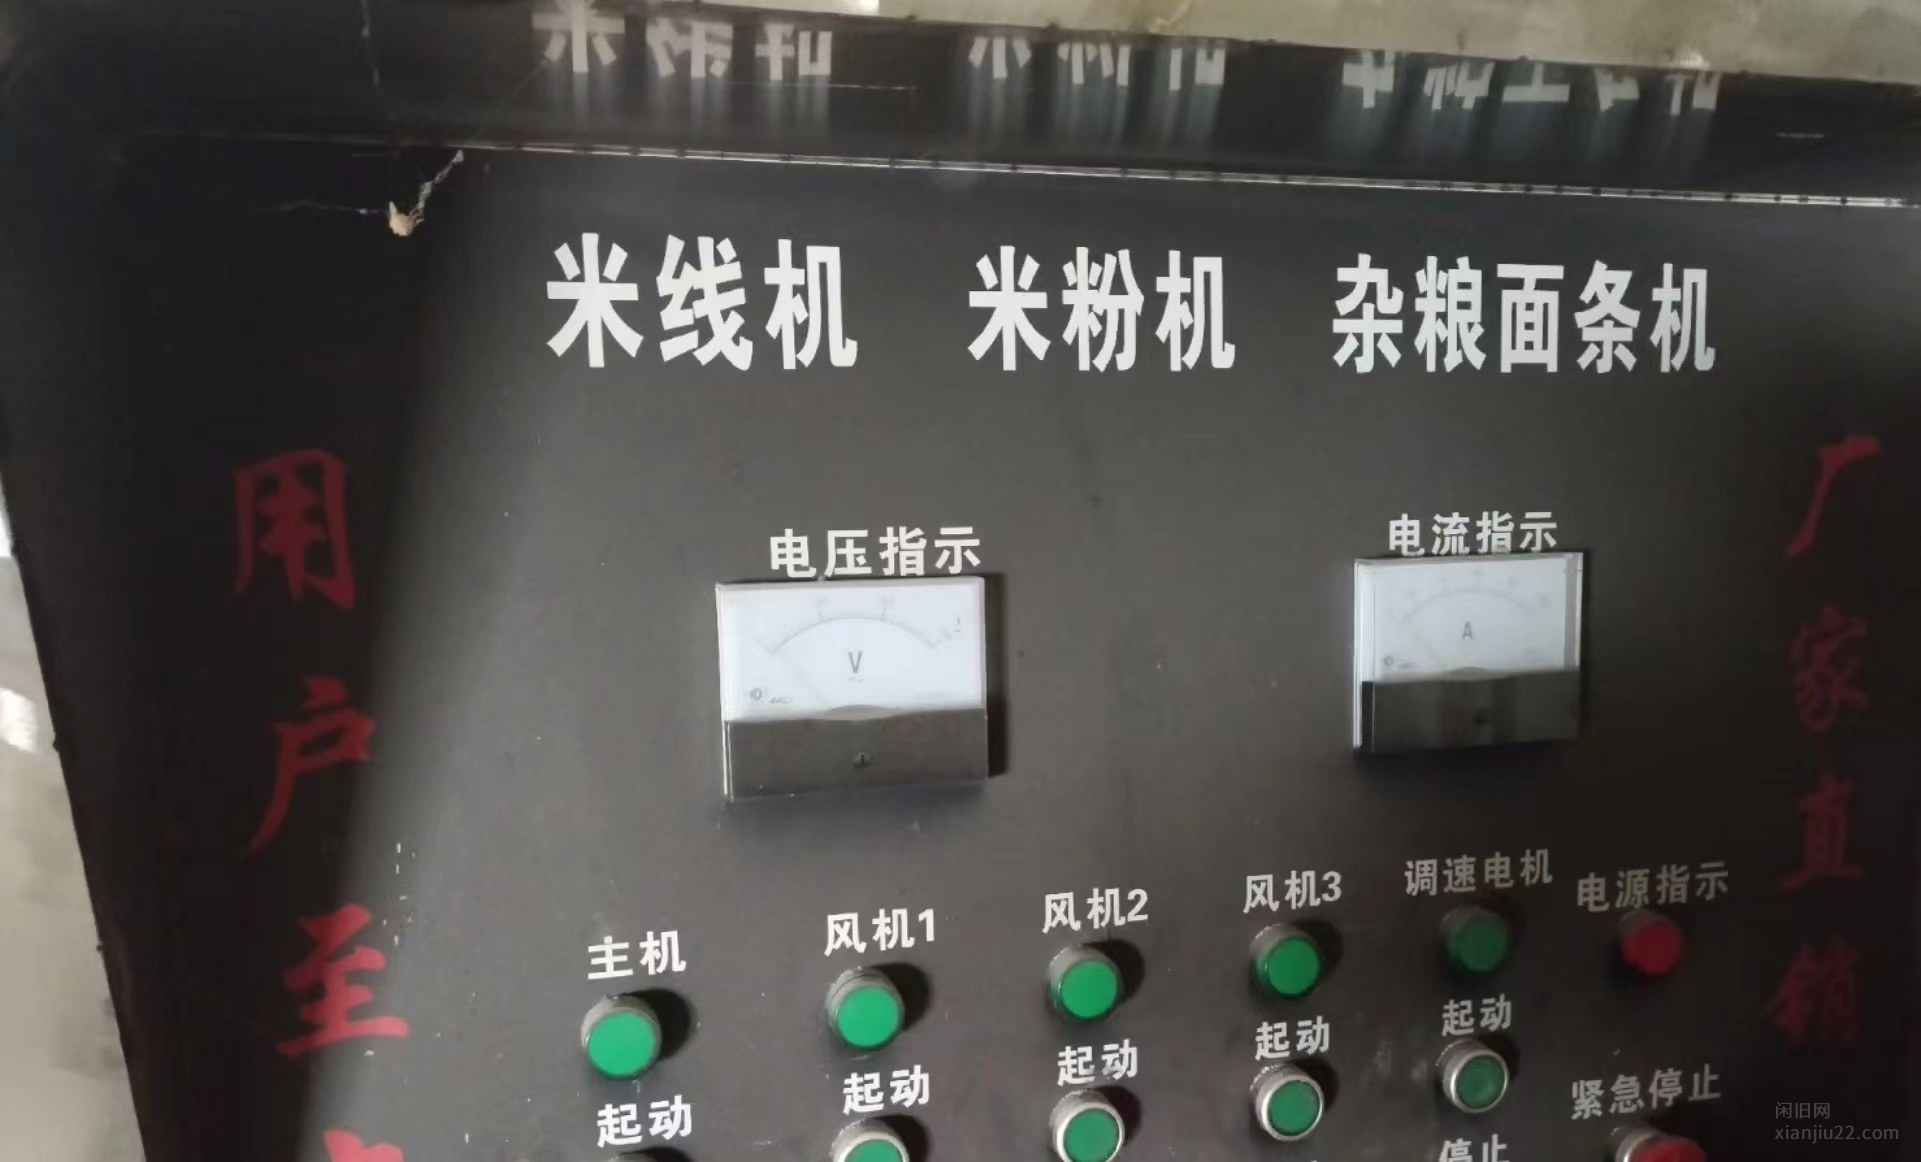 米线机 米粉机 杂粮面条机
用户至
厂家直销
电压指示
电流指示
V
A
主机 风机1 风机2 风机3 调速电机 电源指示
起动 起动 起动 起动 起动 紧急停止
停止
闲旧网
xianjiu22.com